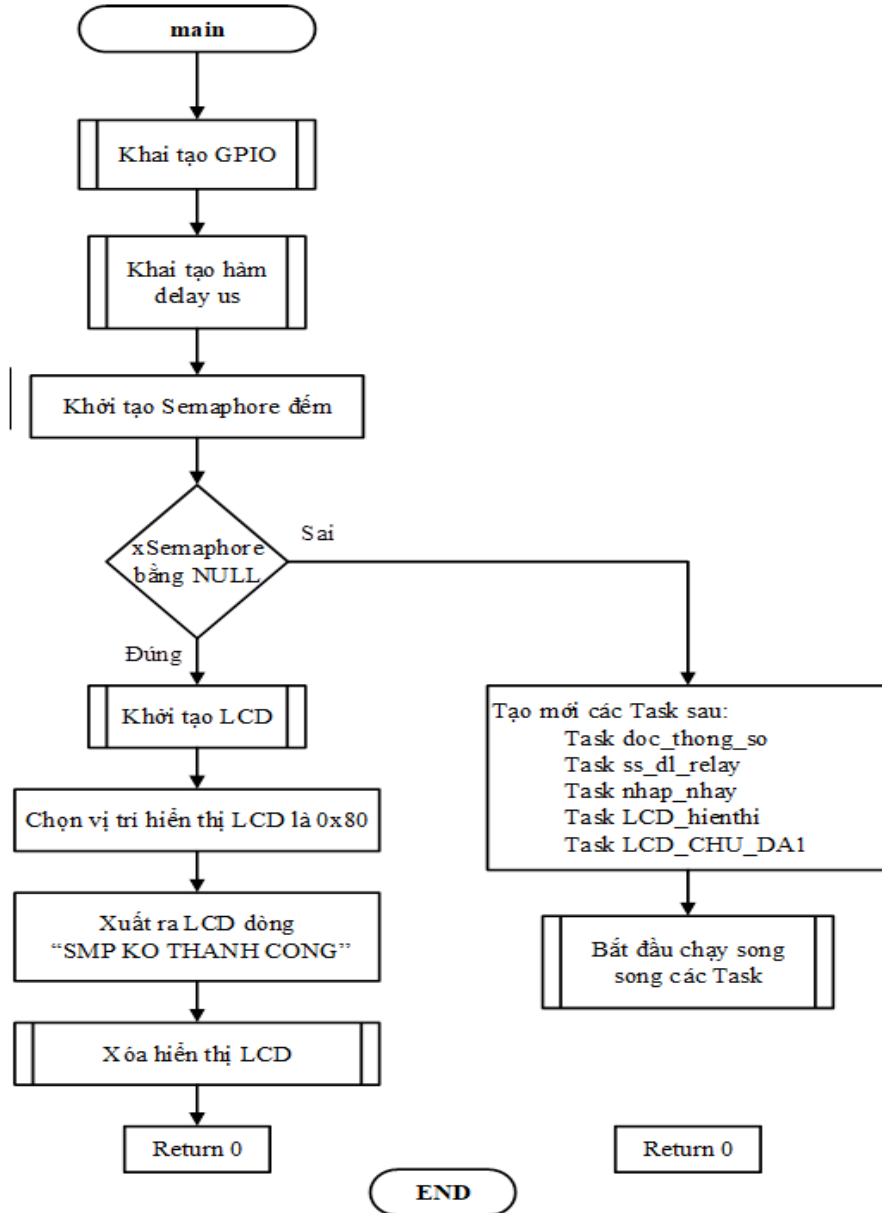 main
Khai tạo GPIO
Khai tạo hàm
delay us
Khởi tạo Semaphore đếm
xSemaphore
bằng NULL
Sai
Đúng
Khởi tạo LCD
Chọn vị trí hiển thị LCD là 0x80
Xuất ra LCD dòng
“SMP KO THANH CONG”
Xóa hiển thị LCD
Return 0
Tạo mới các Task sau:
Task doc_thong_so
Task ss_dl_relay
Task nhap_nhay
Task LCD_hienthi
Task LCD_CHU_DA1
Bắt đầu chạy song
song các Task
Return 0
END